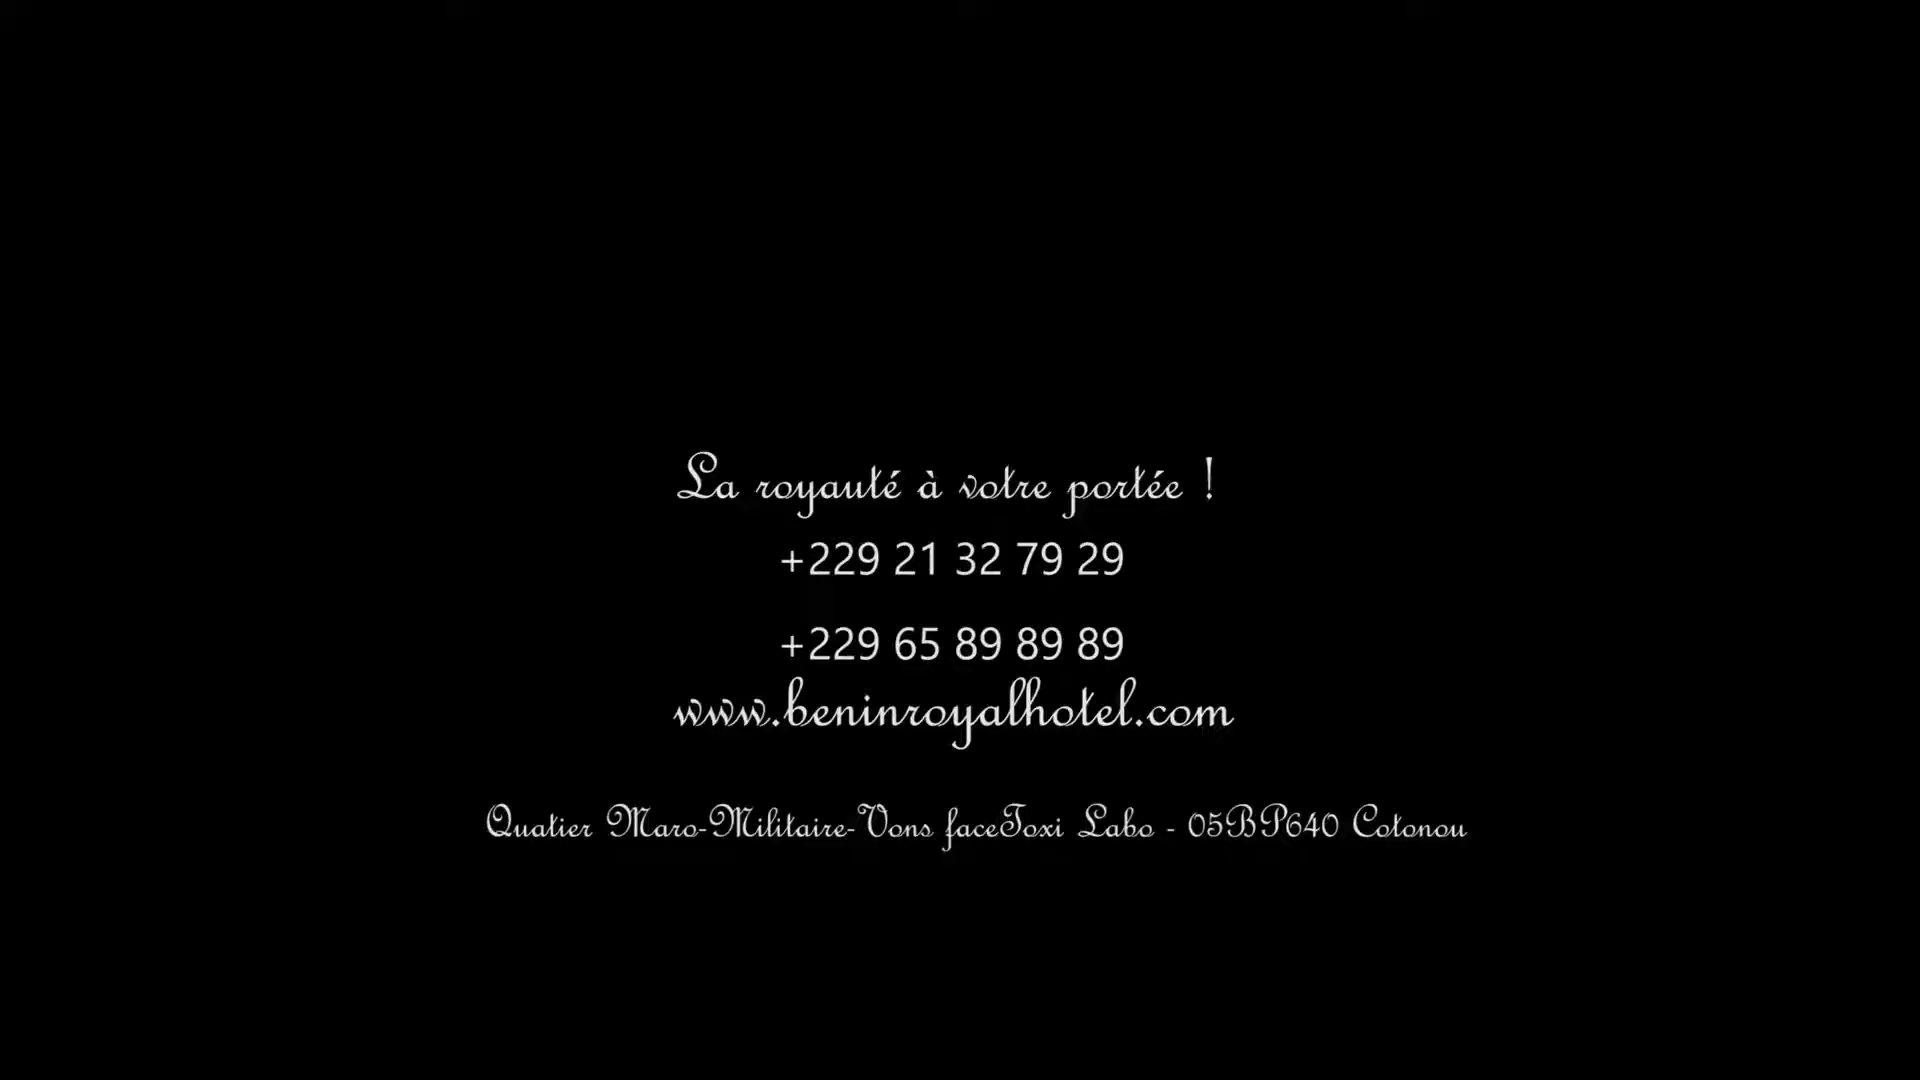 La royauté à votre portée !
+229 21 32 79 29
+229 65 89 89 89
www.beninroyalhotel.com
Quatier Maro-Militaire-Vons faceToxi Labo - 05BP640 Cotonou